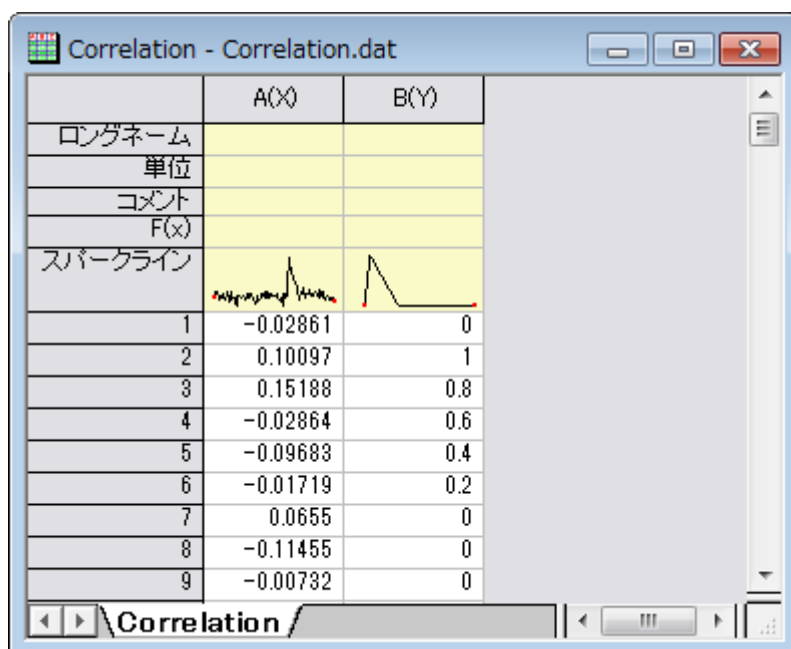 Correlation - Correlation.dat
A(X) B(Y)
ロングネーム
単位
コメント
F(x)
スパークライン
1 -0.02861 0
2 0.10097 1
3 0.15188 0.8
4 -0.02864 0.6
5 -0.09683 0.4
6 -0.01719 0.2
7 0.0655 0
8 -0.11455 0
9 -0.00732 0
Correlation